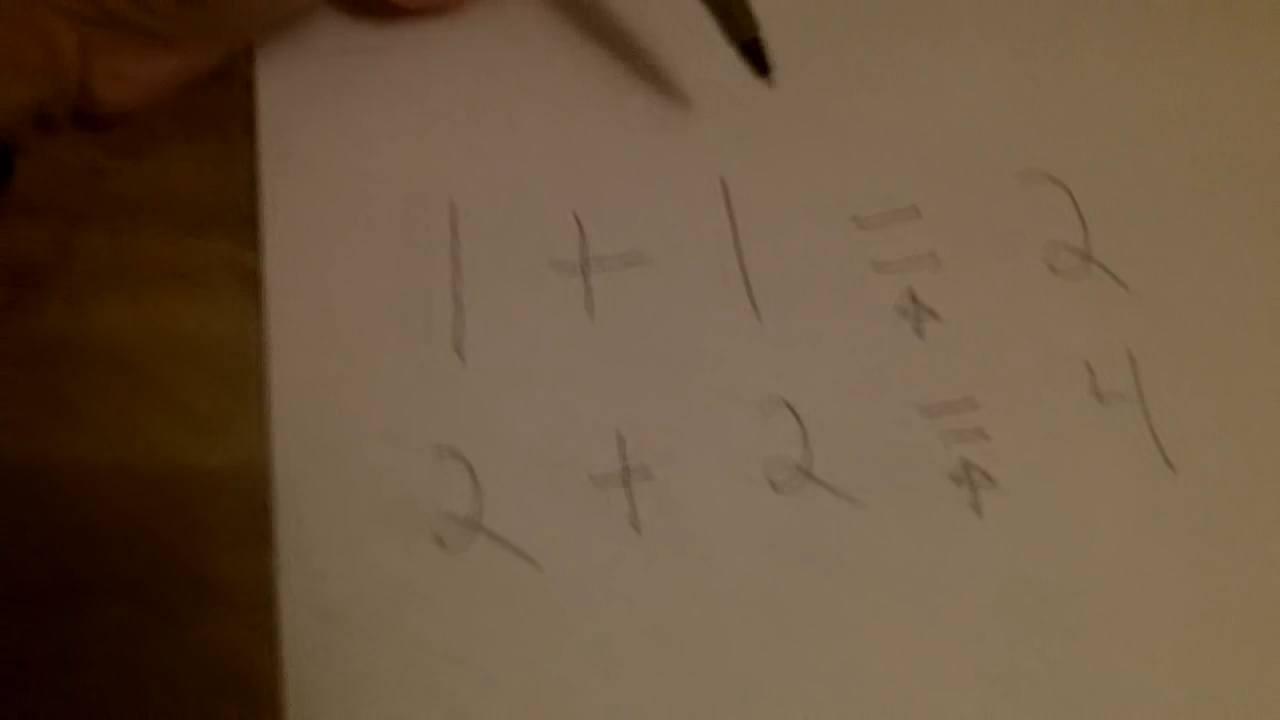 1 + 1 = 2
2 + 2 = 4